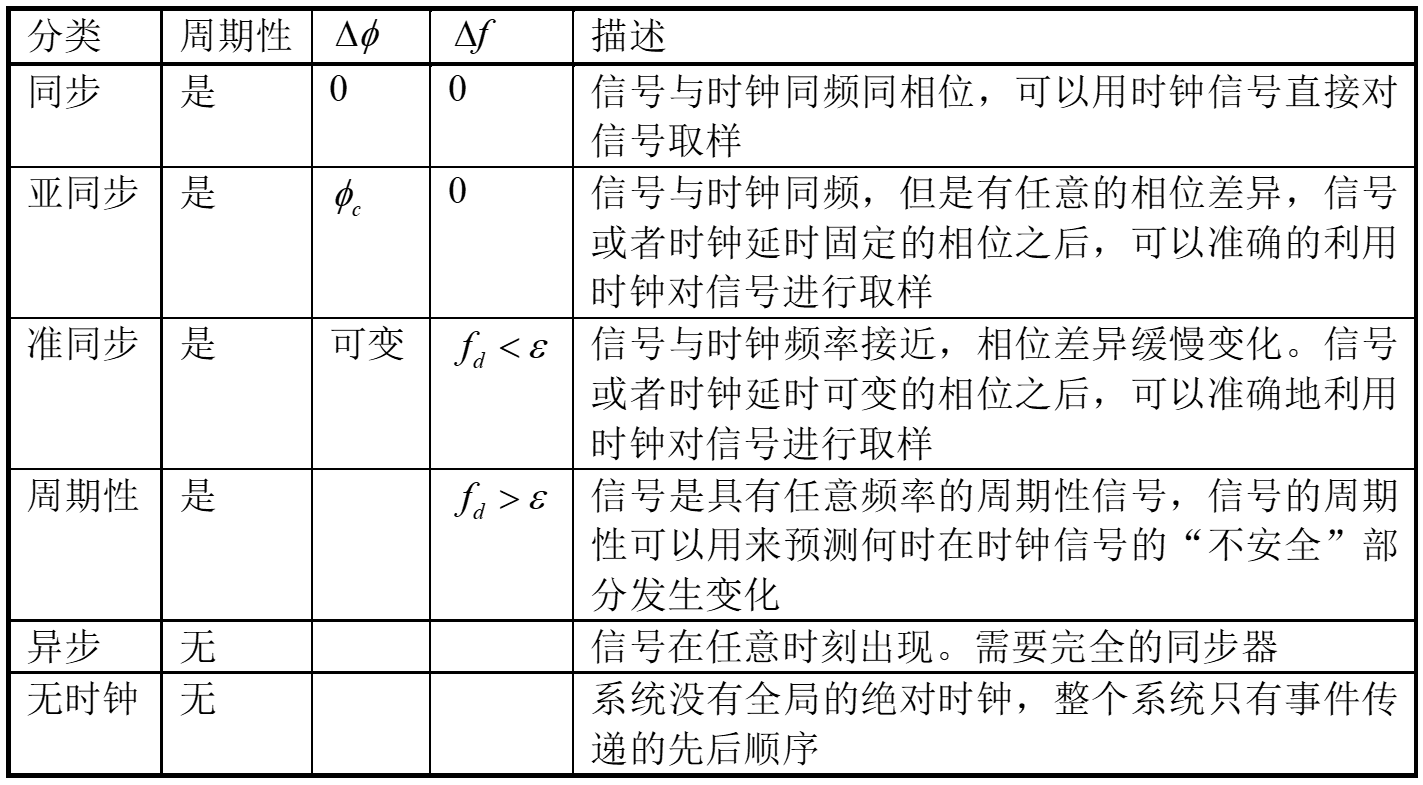 分类 周期性 Δϕ Δf 描述
同步 是 0 0 信号与时钟同频同相位，可以用时钟信号直接对
信号取样
亚同步 是 ϕc 0 信号与时钟同频，但是有任意的相位差异，信号
或者时钟延时固定的相位之后，可以准确的利用
时钟对信号进行取样
准同步 是 可变 fd < ε 信号与时钟频率接近，相位差异缓慢变化。信号
或者时钟延时可变的相位之后，可以准确地利用
时钟对信号进行取样
周期性 是 fd > ε 信号是具有任意频率的周期性信号，信号的周期
性可以用来预测何时在时钟信号的“不安全”部
分发生变化
异步 无 信号在任意时刻出现。需要完全的同步器
无时钟 无 系统没有全局的绝对时钟，整个系统只有事件传
递的先后顺序